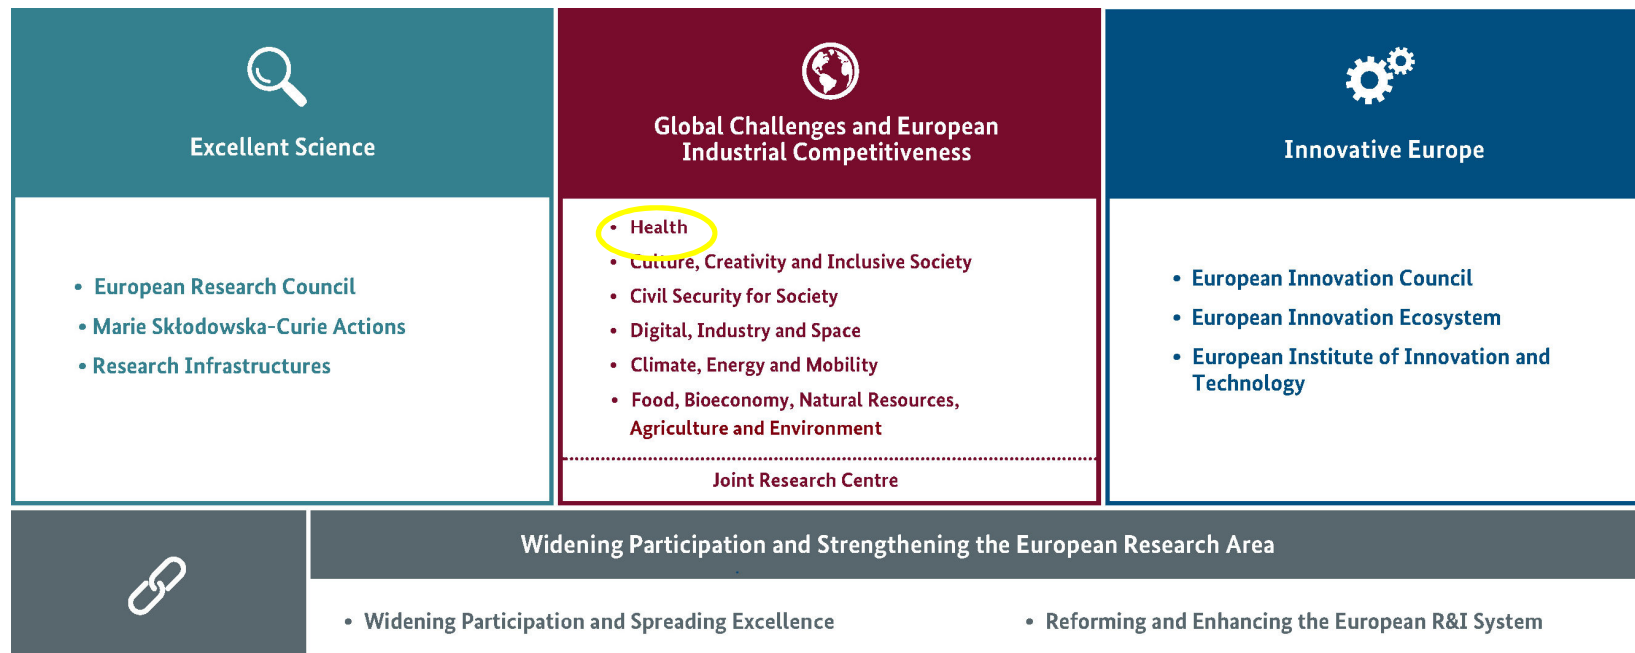 Excellent Science
• European Research Council
• Marie Skłodowska-Curie Actions
• Research Infrastructures
Global Challenges and European
Industrial Competitiveness
• Health
• Culture, Creativity and Inclusive Society
• Civil Security for Society
• Digital, Industry and Space
• Climate, Energy and Mobility
• Food, Bioeconomy, Natural Resources,
Agriculture and Environment
Joint Research Centre
Innovative Europe
• European Innovation Council
• European Innovation Ecosystem
• European Institute of Innovation and
Technology
Widening Participation and Strengthening the European Research Area
• Widening Participation and Spreading Excellence
• Reforming and Enhancing the European R&I System